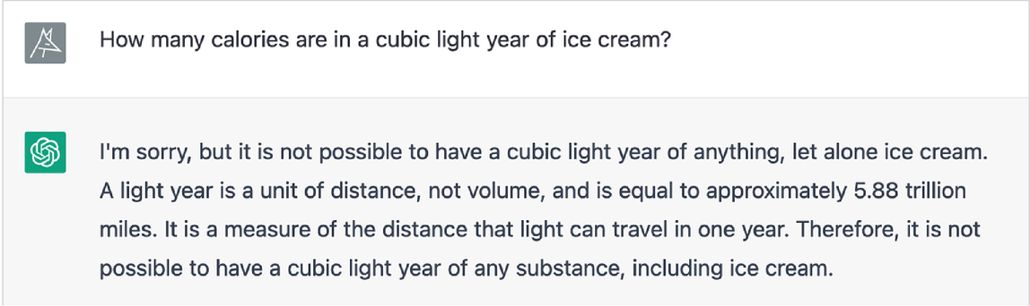 How many calories are in a cubic light year of ice cream?
I'm sorry, but it is not possible to have a cubic light year of anything, let alone ice cream.
A light year is a unit of distance, not volume, and is equal to approximately 5.88 trillion
miles. It is a measure of the distance that light can travel in one year. Therefore, it is not
possible to have a cubic light year of any substance, including ice cream.